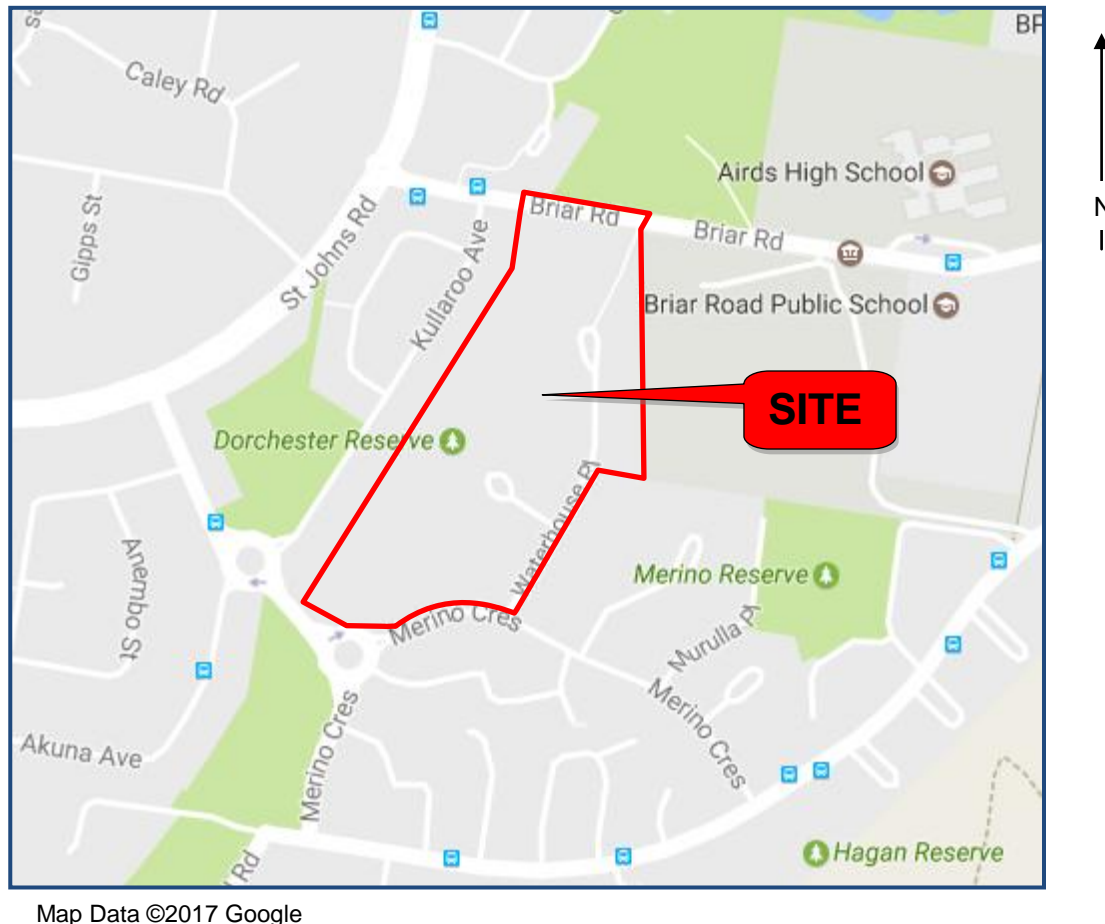 BF
Caley Rd
Airds High School
N
Briar Rd
Briar Rd
Gipps St
St Johns Rd
Kullaroo Ave
Briar Road Public School
SITE
Dorchester Reserve
Waterhouse Pl
Anembo St
Merino Reserve
Merino Cres
Murulla Pl
Merino Cres
Merino Cres
Akuna Ave
Rd
Hagan Reserve
Map Data ©2017 Google